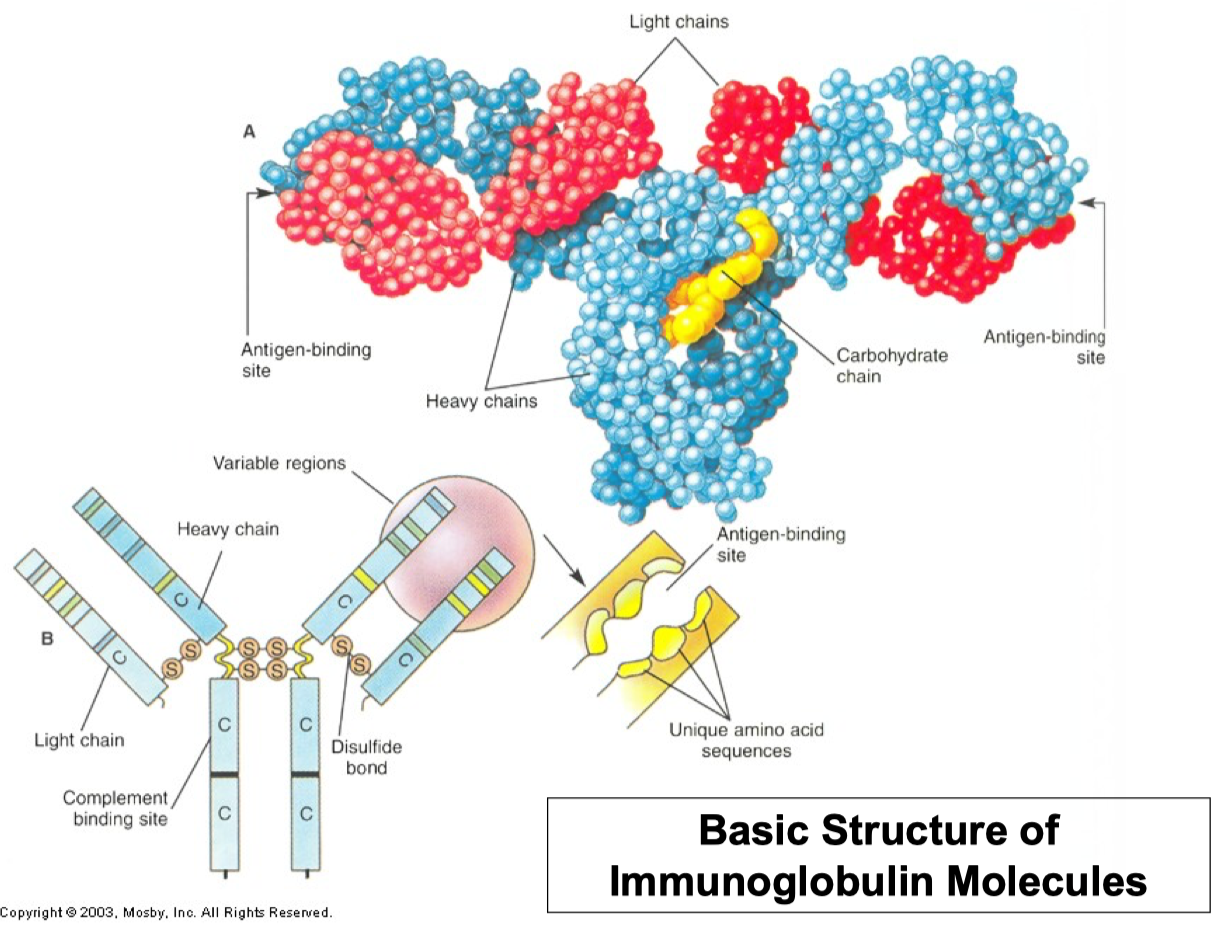 Light chains
A
Antigen-binding
site
Heavy chains
Carbohydrate
chain
Antigen-binding
site
Variable regions
Heavy chain
C
C
B
S
S
S
S
S
S
S
S
C
C
Light chain
Complement
binding site
C
C
C
C
Disulfide
bond
Antigen-binding
site
Unique amino acid
sequences
Basic Structure of
Immunoglobulin Molecules
Copyright © 2003, Mosby, Inc. All Rights Reserved.